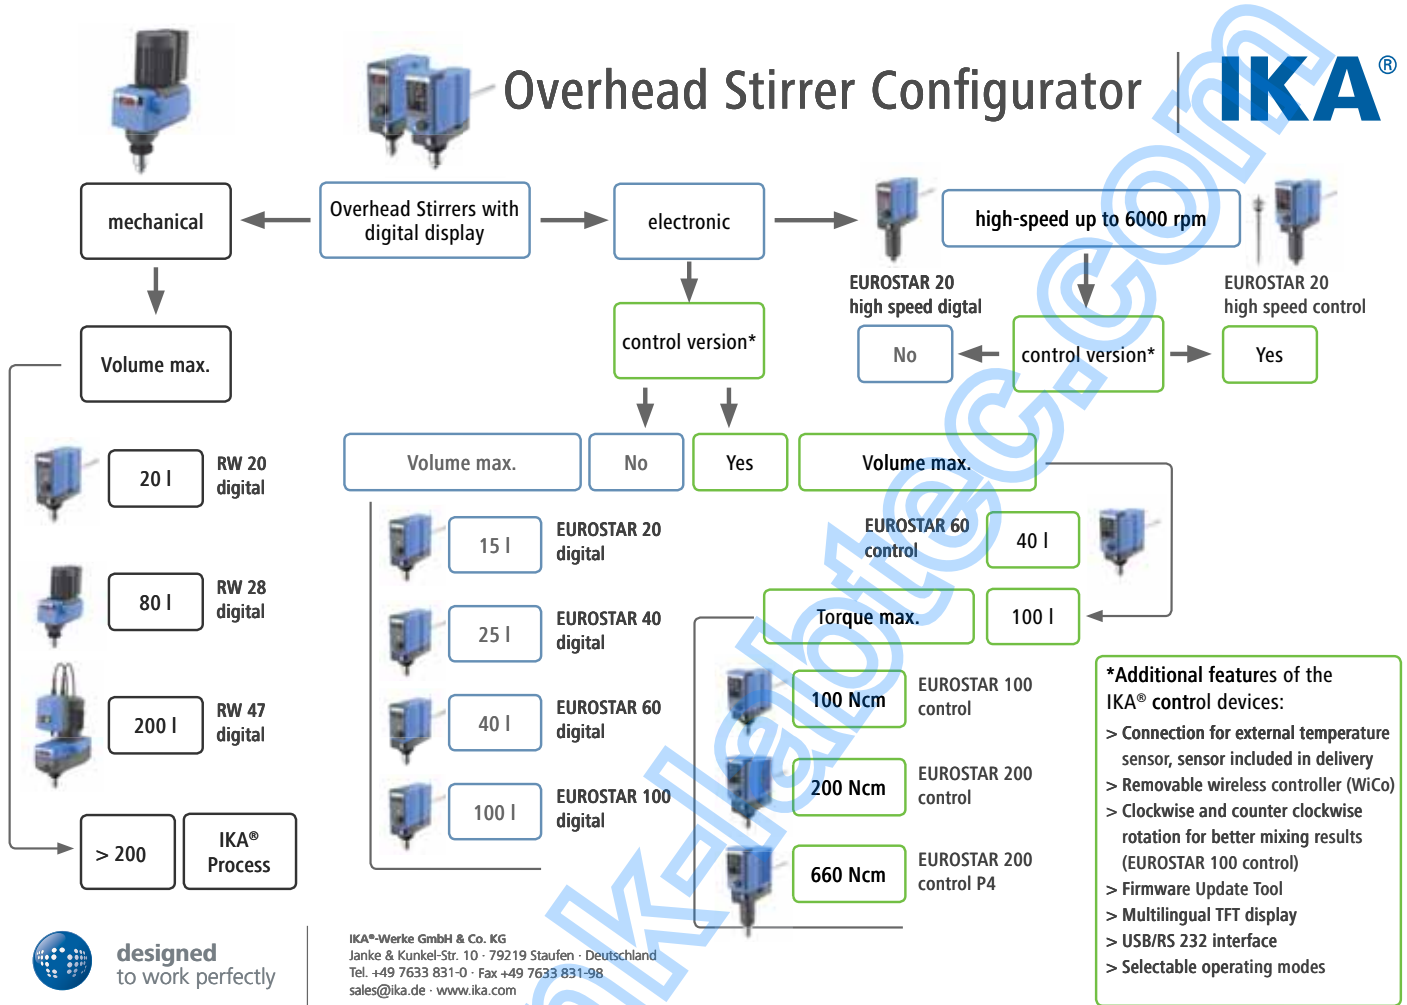 Overhead Stirrer Configurator
IKA®
mechanical
Overhead Stirrers with
digital display
electronic
high-speed up to 6000 rpm
EUROSTAR 20
high speed digtal
EUROSTAR 20
high speed control
control version*
No
control version*
Yes
Volume max.
Volume max.
No
Yes
Volume max.
20 l
RW 20
digital
80 l
RW 28
digital
200 l
RW 47
digital
> 200
IKA®
Process
15 l
EUROSTAR 20
digital
25 l
EUROSTAR 40
digital
40 l
EUROSTAR 60
digital
100 l
EUROSTAR 100
digital
EUROSTAR 60
control
40 l
Torque max.
100 l
100 Ncm
EUROSTAR 100
control
200 Ncm
EUROSTAR 200
control
660 Ncm
EUROSTAR 200
control P4
*Additional features of the
IKA® control devices:
> Connection for external temperature
sensor, sensor included in delivery
> Removable wireless controller (WiCo)
> Clockwise and counter clockwise
rotation for better mixing results
(EUROSTAR 100 control)
> Firmware Update Tool
> Multilingual TFT display
> USB/RS 232 interface
> Selectable operating modes
designed
to work perfectly
IKA®-Werke GmbH & Co. KG
Janke & Kunkel-Str. 10 · 79219 Staufen · Deutschland
Tel. +49 7633 831-0 · Fax +49 7633 831-98
sales@ika.de · www.ika.com
nk-labtec.com